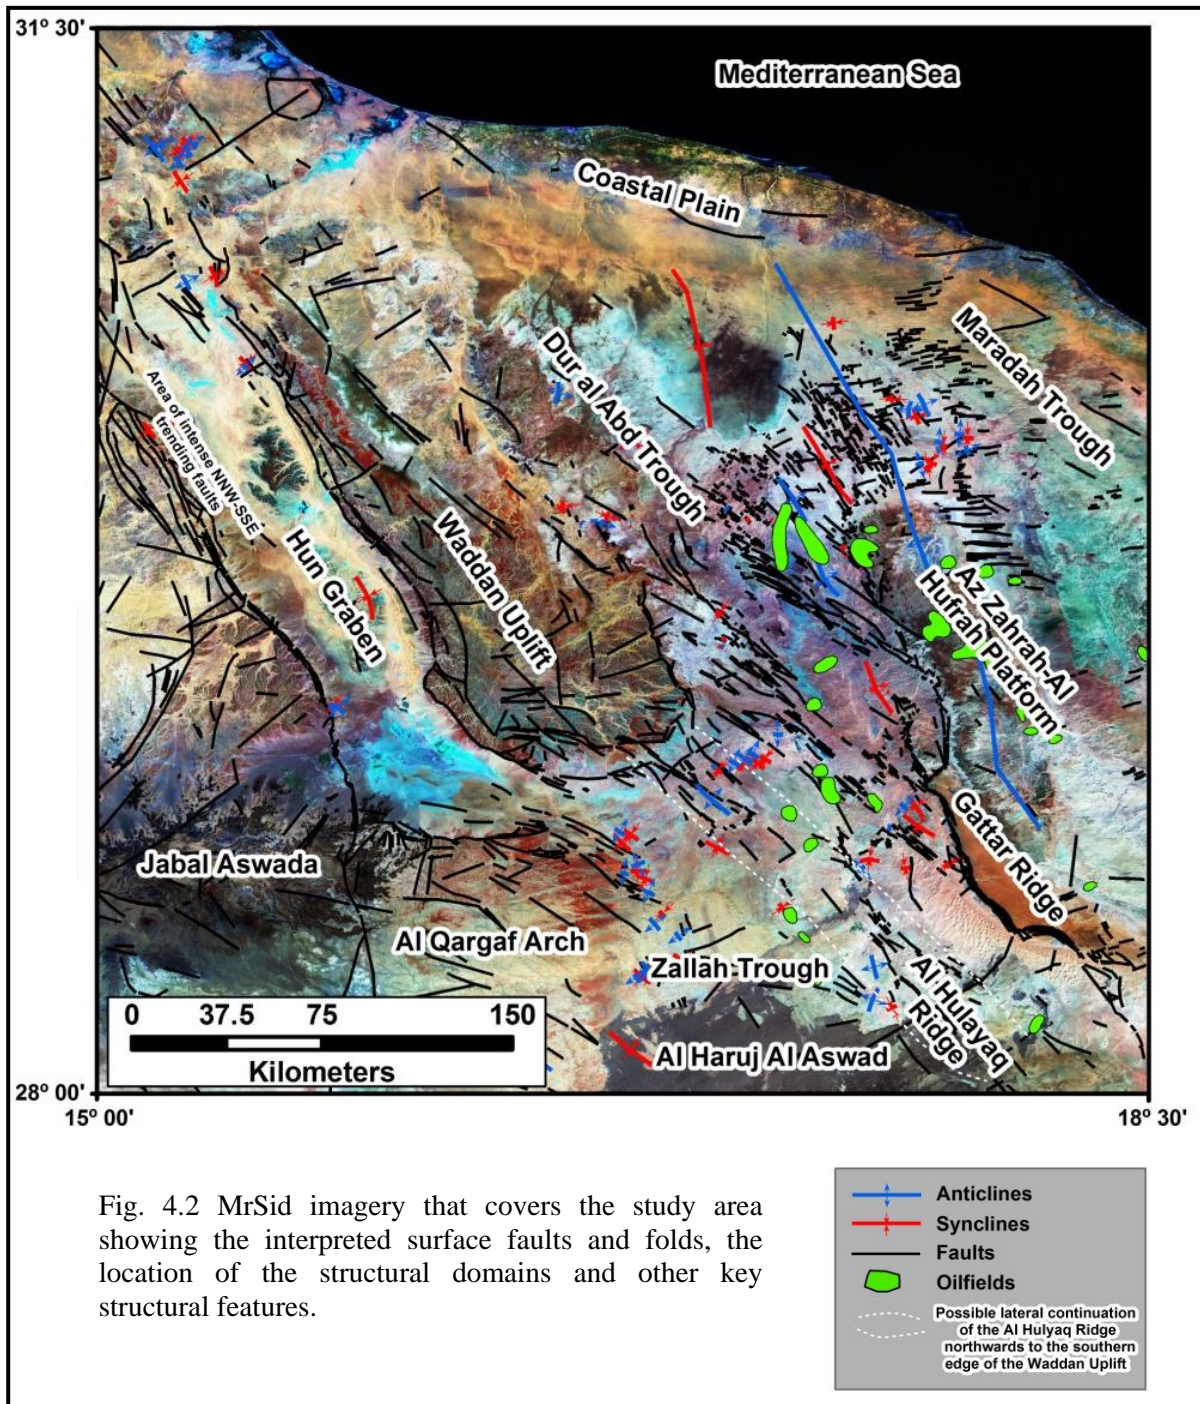 31º 30'
Mediterranean Sea
Coastal Plain
Maradah Trough
Dur al Abd Trough
Area of intense NNW-SSE
trending faults
Hun Graben
Waddan Uplift
Az Zahrah-Al
Hufrah Platform
Gattar Ridge
Jabal Aswada
Al Qargaf Arch
Zallah Trough
Al Hulayaq
Ridge
Al Haruj Al Aswad
0 37.5 75 150
Kilometers
28º 00'
15º 00'
18º 30'
Fig. 4.2 MrSid imagery that covers the study area
showing the interpreted surface faults and folds, the
location of the structural domains and other key
structural features.
Anticlines
Synclines
Faults
Oilfields
Possible lateral continuation
of the Al Hulyaq Ridge
northwards to the southern
edge of the Waddan Uplift